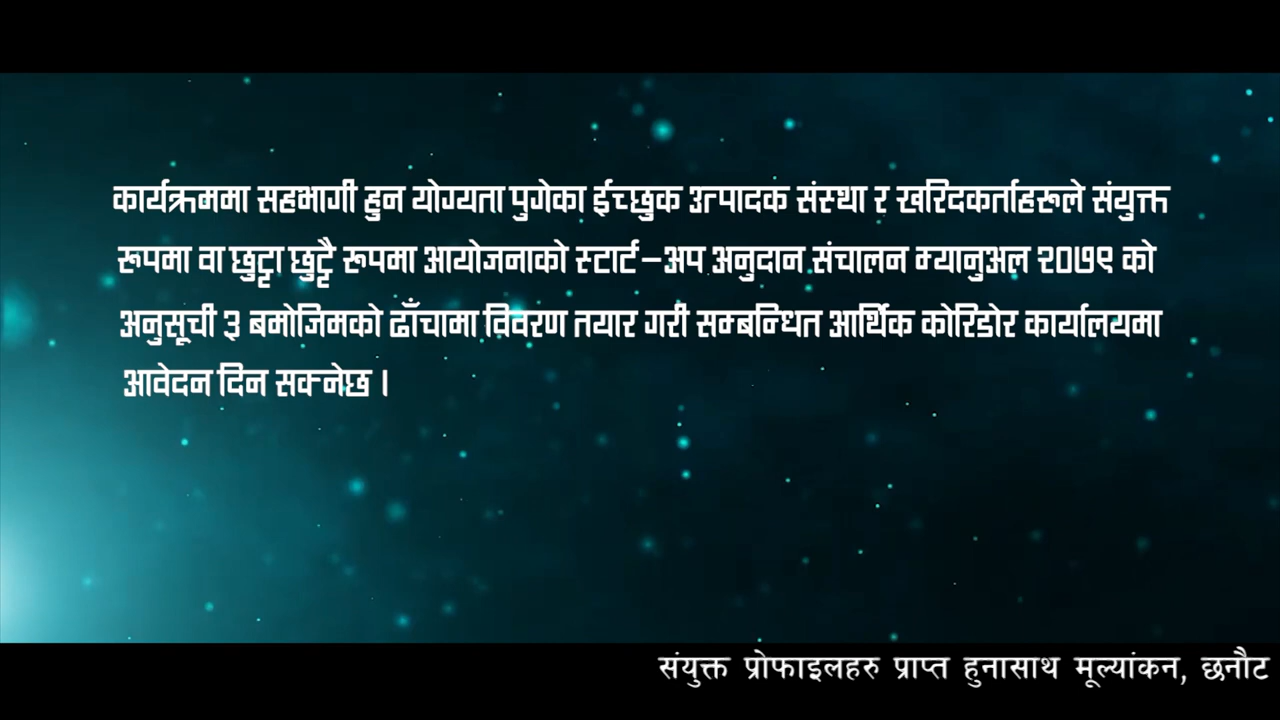 कार्यक्रममा सहभागी हुन योग्यता पुगेका ईच्छुक उत्पादक संस्था र खरिदकर्ताहरूले संयुक्त
रूपमा वा छुट्टा छुट्टै रूपमा आयोजनाको स्टार्ट–अप अनुदान संचालन म्यानुअल २०७९ को
अनुसूची ३ बमोजिमको ढाँचामा विवरण तयार गरी सम्बन्धित आर्थिक कोरिडोर कार्यालयमा
आवेदन दिन सक्नेछ ।
संयुक्त प्रोफाइलहरु प्राप्त हुनासाथ मूल्यांकन, छनौट